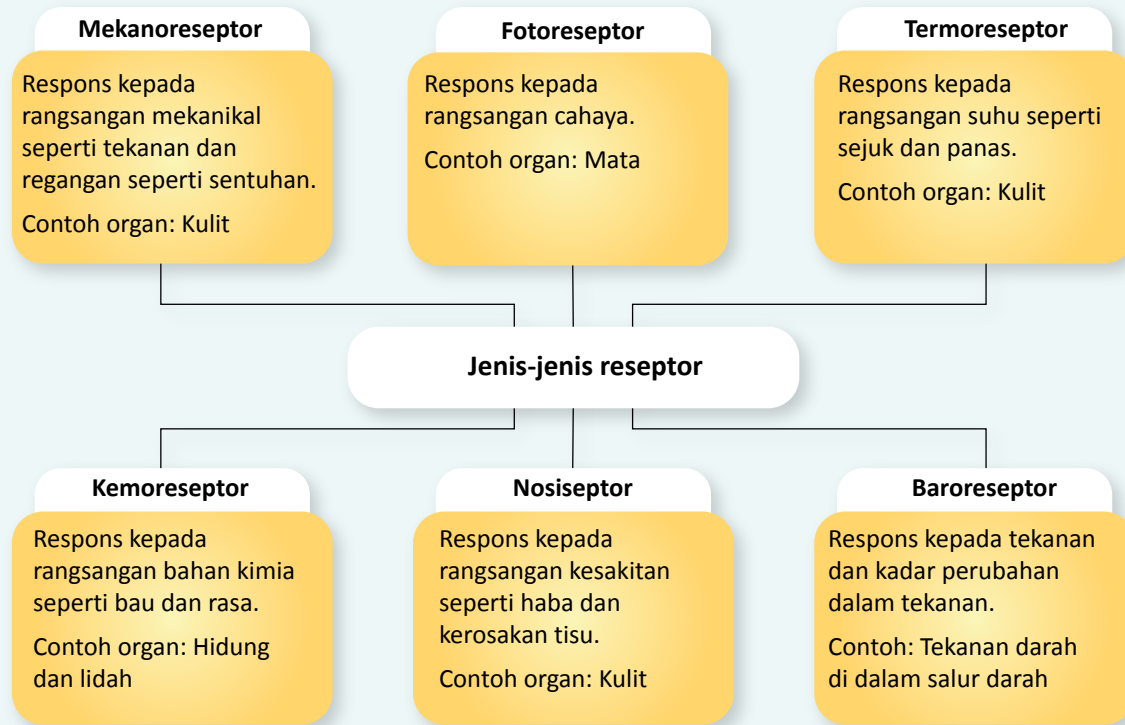 Mekanoreseptor
Respons kepada
rangsangan mekanikal
seperti tekanan dan
regangan seperti sentuhan.
Contoh organ: Kulit
Fotoreseptor
Respons kepada
rangsangan cahaya.
Contoh organ: Mata
Termoreseptor
Respons kepada
rangsangan suhu seperti
sejuk dan panas.
Contoh organ: Kulit
Jenis-jenis reseptor
Kemoreseptor
Respons kepada
rangsangan bahan kimia
seperti bau dan rasa.
Contoh organ: Hidung
dan lidah
Nosiseptor
Respons kepada
rangsangan kesakitan
seperti haba dan
kerosakan tisu.
Contoh organ: Kulit
Baroreseptor
Respons kepada tekanan
dan kadar perubahan
dalam tekanan.
Contoh: Tekanan darah
di dalam salur darah